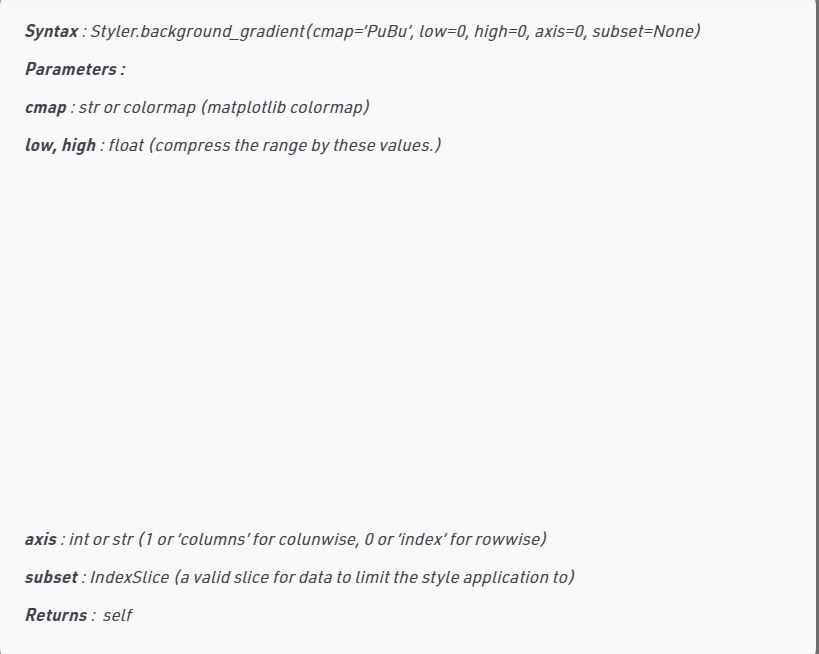 Syntax : Styler.background_gradient(cmap=’PuBu’, low=0, high=0, axis=0, subset=None)
Parameters :
cmap : str or colormap (matplotlib colormap)
low, high : float (compress the range by these values.)
axis : int or str (1 or ‘columns’ for colunwise, 0 or ‘index’ for rowwise)
subset : IndexSlice (a valid slice for data to limit the style application to)
Returns : self